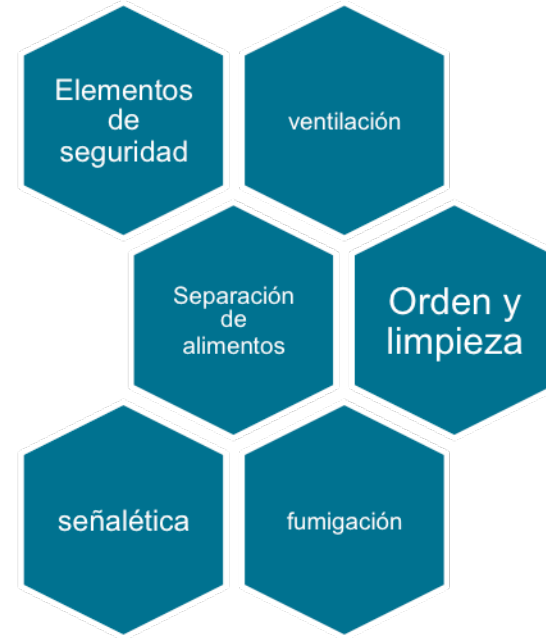 Elementos
de
seguridad
ventilación
Separación
de
alimentos
Orden y
limpieza
señalética
fumigación